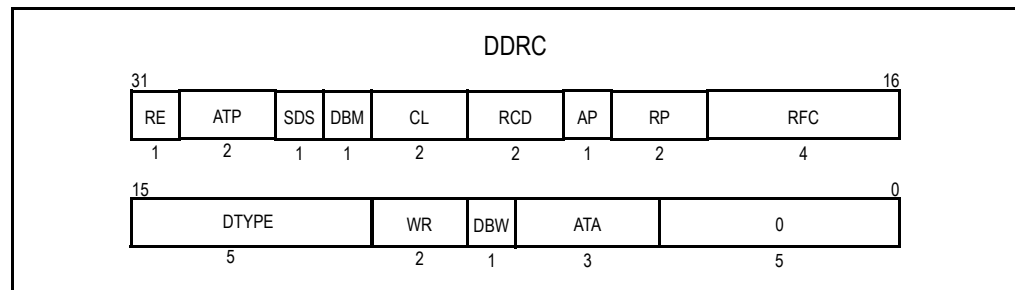 DDRC
31 16
RE ATP SDS DBM CL RCD AP RP RFC
1 2 1 1 2 2 1 2 4
15 0
DTYPE WR DBW ATA 0
5 2 1 3 5